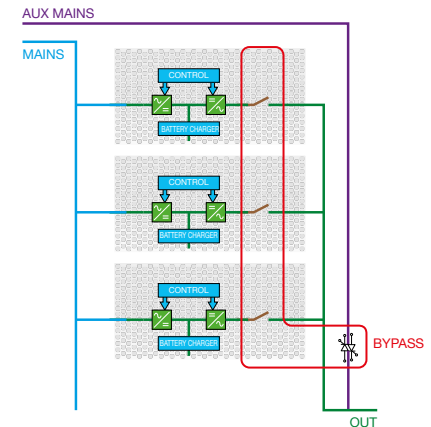 AUX MAINS
MAINS
CONTROL
BATTERY CHARGER
CONTROL
BATTERY CHARGER
CONTROL
BATTERY CHARGER
BYPASS
OUT